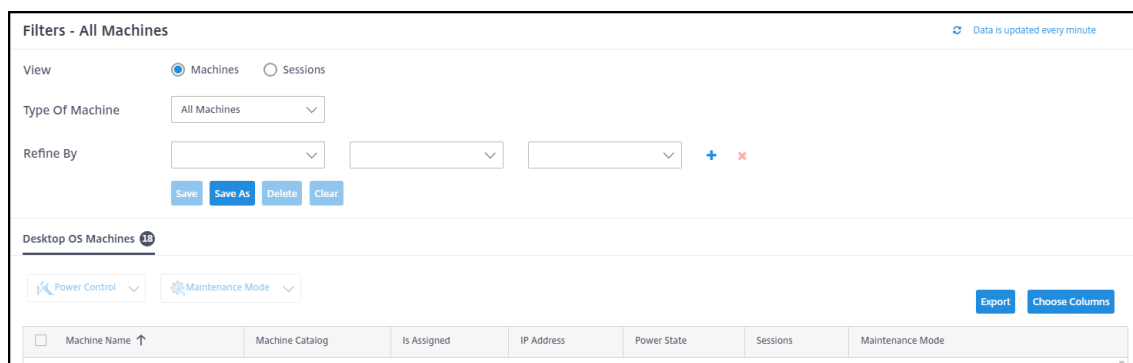 Filters - All Machines
Data is updated every minute
View
Machines
Sessions
Type Of Machine
All Machines
Refine By
Save
Save As
Delete
Clear
Desktop OS Machines 18
Power Control
Maintenance Mode
Export
Choose Columns
Machine Name
Machine Catalog
Is Assigned
IP Address
Power State
Sessions
Maintenance Mode